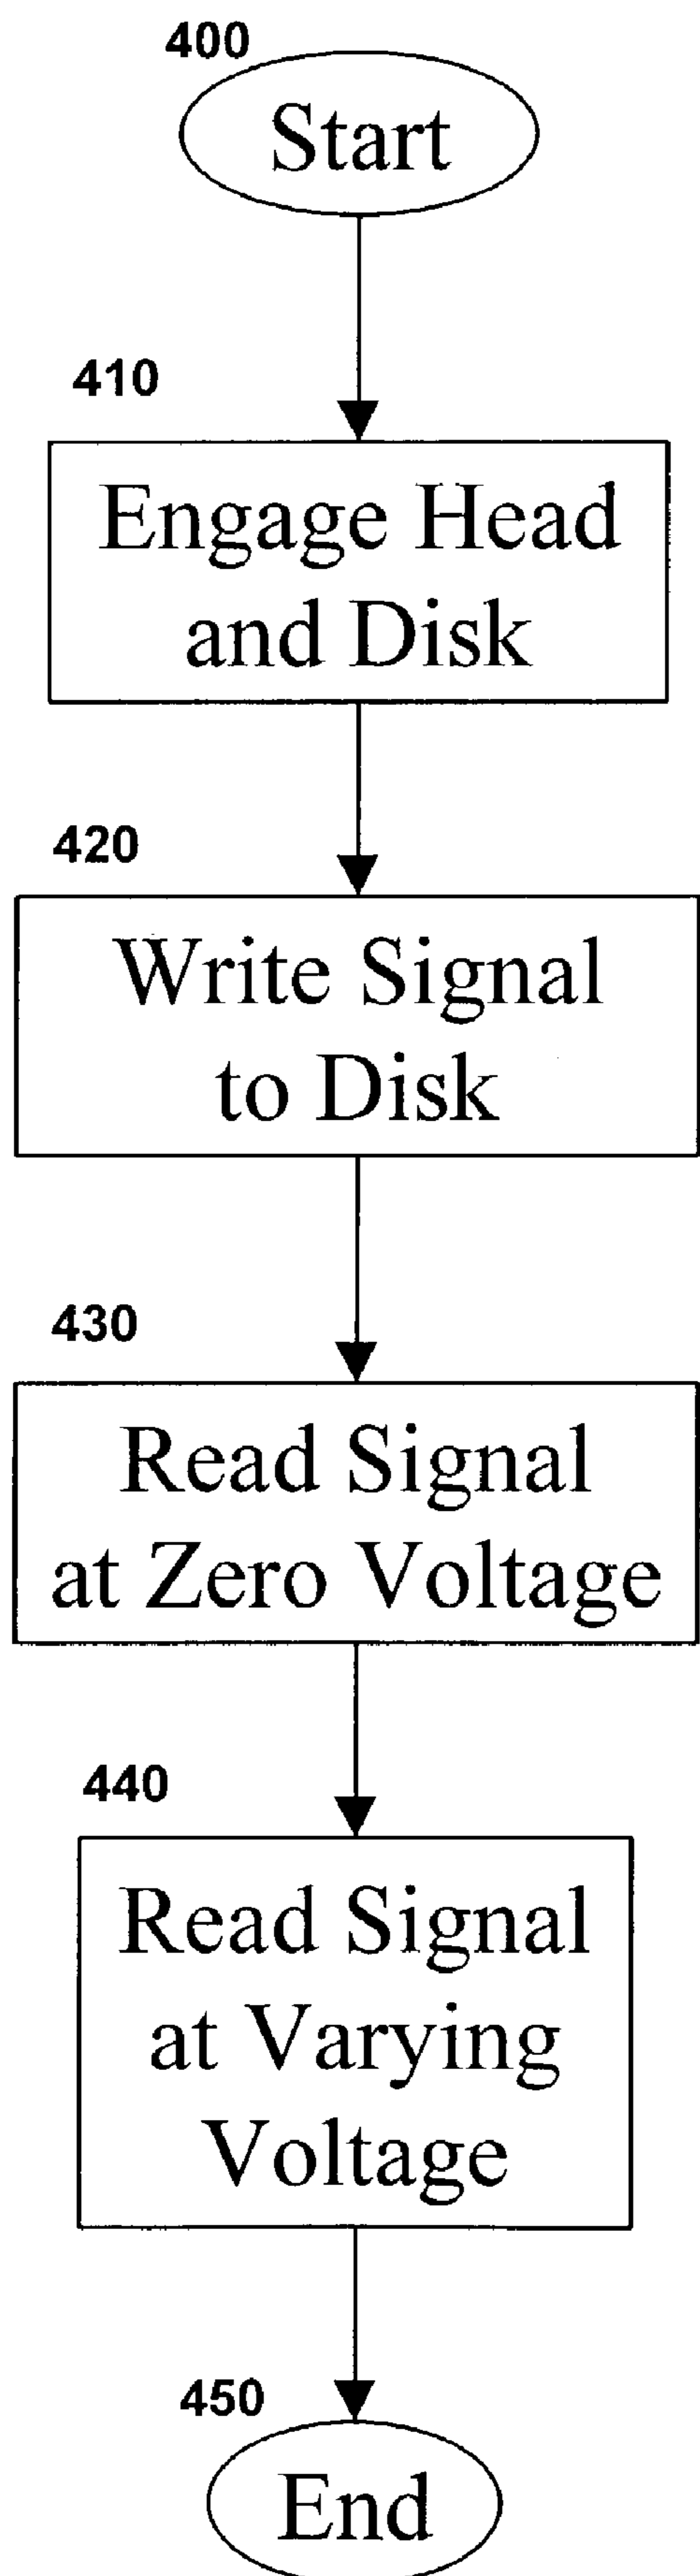 400
Start
410
Engage Head
and Disk
420
Write Signal
to Disk
430
Read Signal
at Zero Voltage
440
Read Signal
at Varying
Voltage
450
End